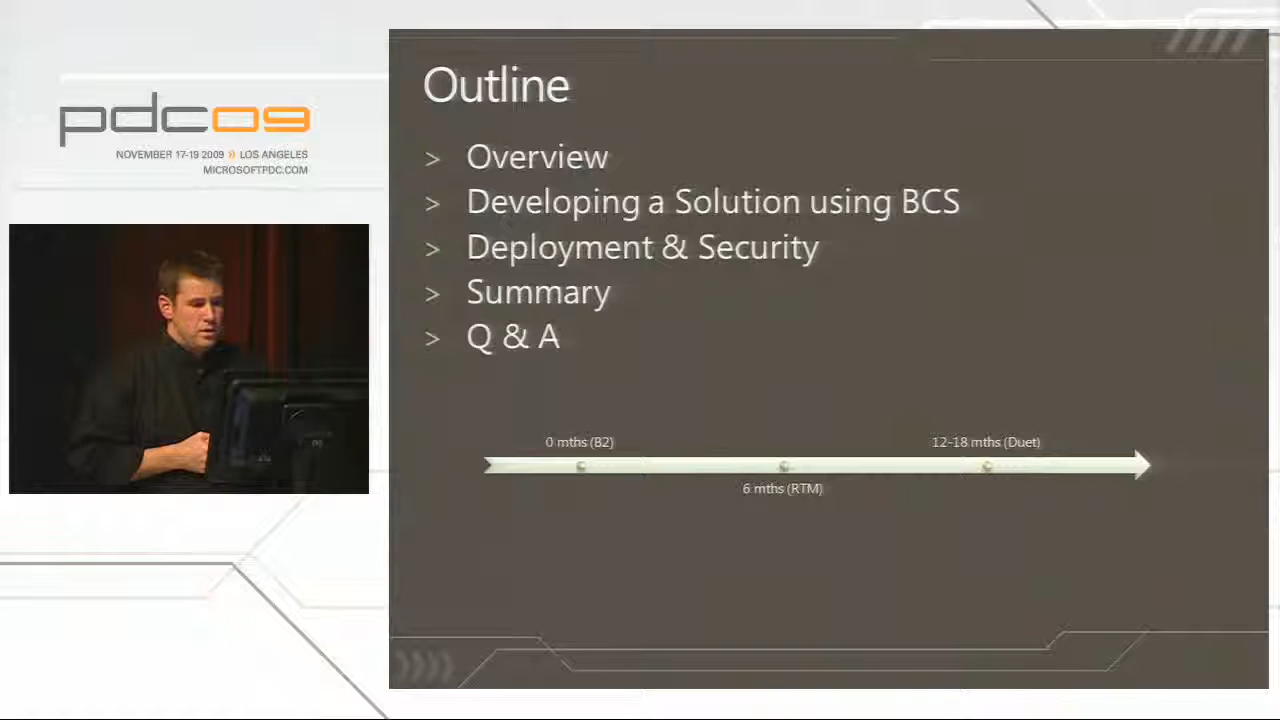 pdc09
NOVEMBER 17-19 2009 » LOS ANGELES
MICROSOFTPDC.COM
Outline
> Overview
> Developing a Solution using BCS
> Deployment & Security
> Summary
> Q & A
0 mths (B2)
12-18 mths (Duet)
6 mths (RTM)